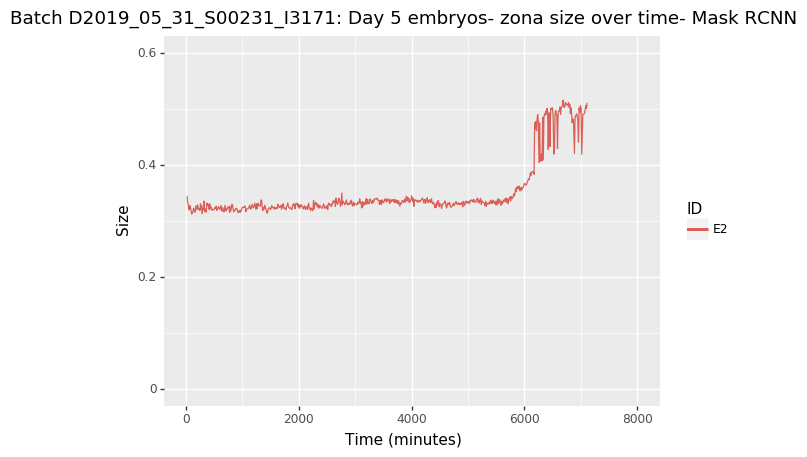 Batch D2019_05_31_S00231_I3171: Day 5 embryos- zona size over time- Mask RCNN
0.6
0.4
0.2
0
Size
0 2000 4000 6000 8000
Time (minutes)
ID
E2